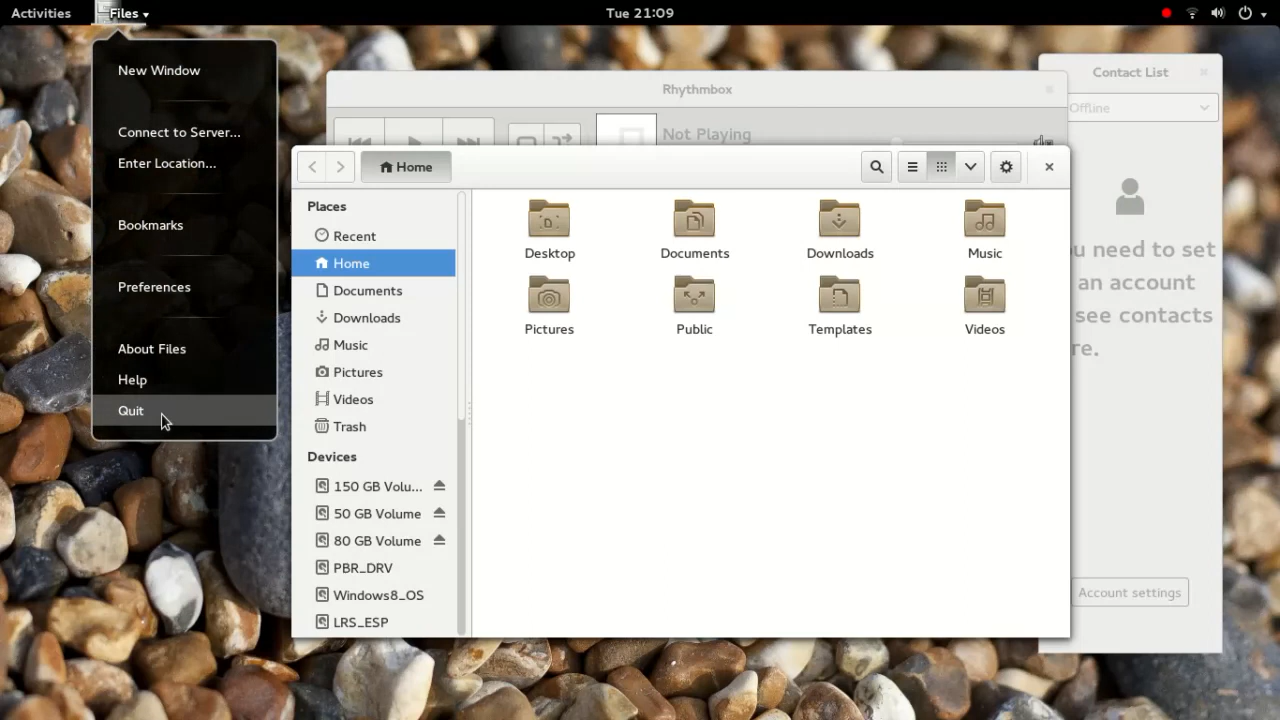 Activities
Files
Tue 21:09
New Window
Connect to Server...
Enter Location...
Bookmarks
Preferences
About Files
Help
Quit
Rhythmbox
Not Playing
Contact List
Offline
you need to set
an account
see contacts
Account settings
Home
Places
Recent
Home
Documents
Downloads
Music
Pictures
Videos
Trash
Devices
150 GB Volu...
50 GB Volume
80 GB Volume
PBR_DRV
Windows8_OS
LRS_ESP
Desktop
Documents
Downloads
Music
Pictures
Public
Templates
Videos